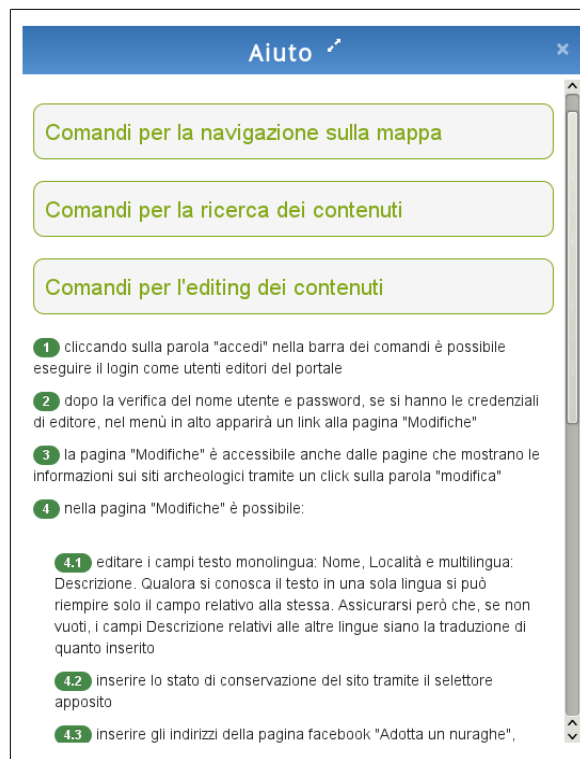 Aiuto
Comandi per la navigazione sulla mappa
Comandi per la ricerca dei contenuti
Comandi per l'editing dei contenuti
1 cliccando sulla parola "accedi" nella barra dei comandi è possibile
eseguire il login come utenti editori del portale
2 dopo la verifica del nome utente e password, se si hanno le credenziali
di editore, nel menù in alto apparirà un link alla pagina "Modifiche"
3 la pagina "Modifiche" è accessibile anche dalle pagine che mostrano le
informazioni sui siti archeologici tramite un click sulla parola "modifica"
4 nella pagina "Modifiche" è possibile:
4.1 editare i campi testo monolingua: Nome, Località e multilingua:
Descrizione. Qualora si conosca il testo in una sola lingua si può
riempire solo il campo relativo alla stessa. Assicurarsi però che, se non
vuoti, i campi Descrizione relativi alle altre lingue siano la traduzione di
quanto inserito
4.2 inserire lo stato di conservazione del sito tramite il selettore
apposito
4.3 inserire gli indirizzi della pagina facebook "Adotta un nuraghe",